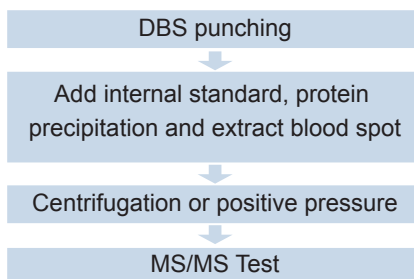 DBS punching
Add internal standard, protein
precipitation and extract blood spot
Centrifugation or positive pressure
MS/MS Test